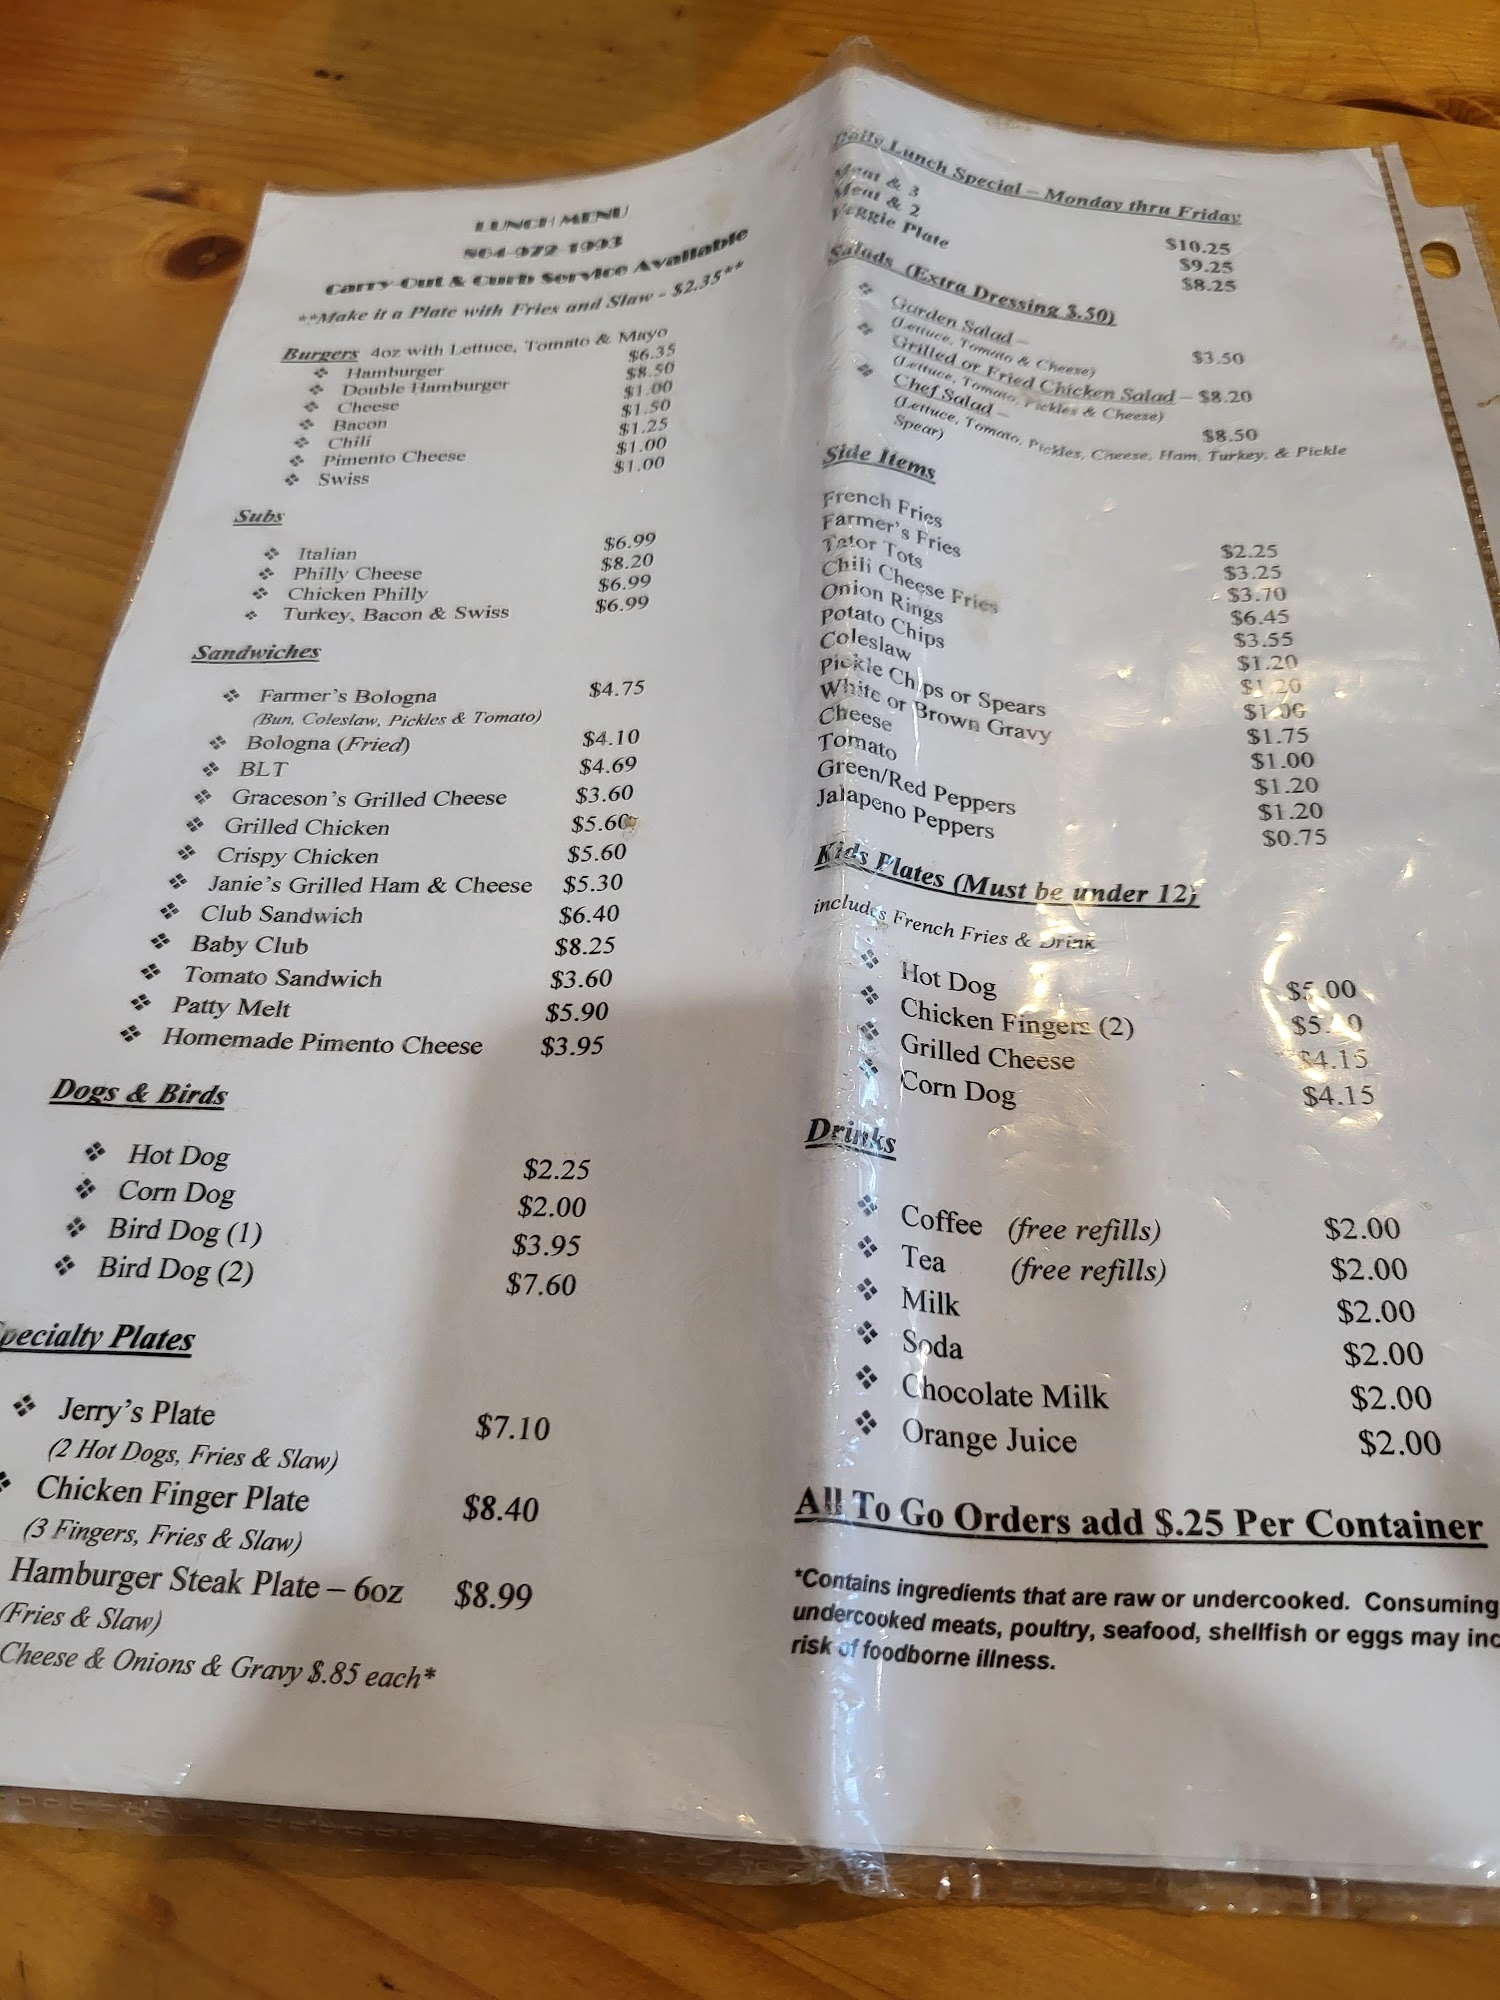 LUNCH MENU
864-972-1993
Carry-Out & Curb Service Available
**Make it a Plate with Fries and Slaw - $2.35**
Burgers 4oz with Lettuce, Tomato & Mayo
❖ Hamburger $6.35
❖ Double Hamburger $8.50
❖ Cheese $1.00
❖ Bacon $1.50
❖ Chili $1.25
❖ Pimento Cheese $1.00
❖ Swiss $1.00
Subs
❖ Italian $6.99
❖ Philly Cheese $8.20
❖ Chicken Philly $6.99
❖ Turkey, Bacon & Swiss $6.99
Sandwiches
❖ Farmer's Bologna $4.75
(Bun, Coleslaw, Pickles & Tomato)
❖ Bologna (Fried) $4.10
❖ BLT $4.69
❖ Graceson's Grilled Cheese $3.60
❖ Grilled Chicken $5.60
❖ Crispy Chicken $5.60
❖ Janie's Grilled Ham & Cheese $5.30
❖ Club Sandwich $6.40
❖ Baby Club $8.25
❖ Tomato Sandwich $3.60
❖ Patty Melt $5.90
❖ Homemade Pimento Cheese $3.95
Dogs & Birds
❖ Hot Dog $2.25
❖ Corn Dog $2.00
❖ Bird Dog (1) $3.95
❖ Bird Dog (2) $7.60
pecialty Plates
❖ Jerry's Plate $7.10
(2 Hot Dogs, Fries & Slaw)
❖ Chicken Finger Plate $8.40
(3 Fingers, Fries & Slaw)
Hamburger Steak Plate – 6oz $8.99
(Fries & Slaw)
Cheese & Onions & Gravy $.85 each*
Daily Lunch Special – Monday thru Friday
Meat & 3 $10.25
Meat & 2 $9.25
Veggie Plate $8.25
Salads (Extra Dressing $.50)
❖ Garden Salad – $3.50
(Lettuce, Tomato & Cheese)
❖ Grilled or Fried Chicken Salad – $8.20
(Lettuce, Tomato, Pickles & Cheese)
❖ Chef Salad – $8.50
(Lettuce, Tomato, Pickles, Cheese, Ham, Turkey, & Pickle
Spear)
Side Items
French Fries $2.25
Farmer's Fries $3.25
Tator Tots $3.70
Chili Cheese Fries $6.45
Onion Rings $3.55
Potato Chips $1.20
Coleslaw $1.20
Pickle Chips or Spears $1.00
White or Brown Gravy $1.75
Cheese $1.00
Tomato $1.20
Green/Red Peppers $1.20
Jalapeno Peppers $0.75
Kids Plates (Must be under 12)
includes French Fries & Drink
❖ Hot Dog $5.00
❖ Chicken Fingers (2)
❖ Grilled Cheese $4.15
❖ Corn Dog $4.15
Drinks
❖ Coffee (free refills) $2.00
❖ Tea (free refills) $2.00
❖ Milk $2.00
❖ Soda $2.00
❖ Chocolate Milk $2.00
❖ Orange Juice $2.00
All To Go Orders add $.25 Per Container
*Contains ingredients that are raw or undercooked. Consuming
undercooked meats, poultry, seafood, shellfish or eggs may inc
risk of foodborne illness.